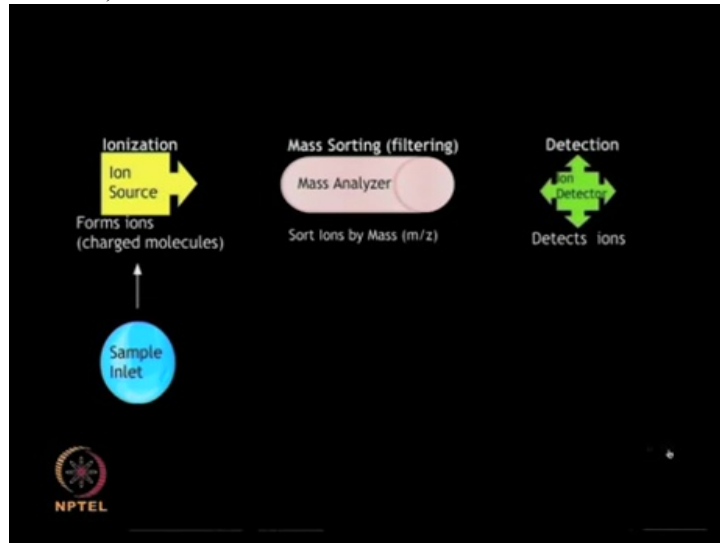 Ionization
Ion
Source
Forms ions
(charged molecules)
Sample
Inlet
Mass Sorting (filtering)
Mass Analyzer
Sort Ions by Mass (m/z)
Detection
Ion
Detector
Detects ions
NPTEL